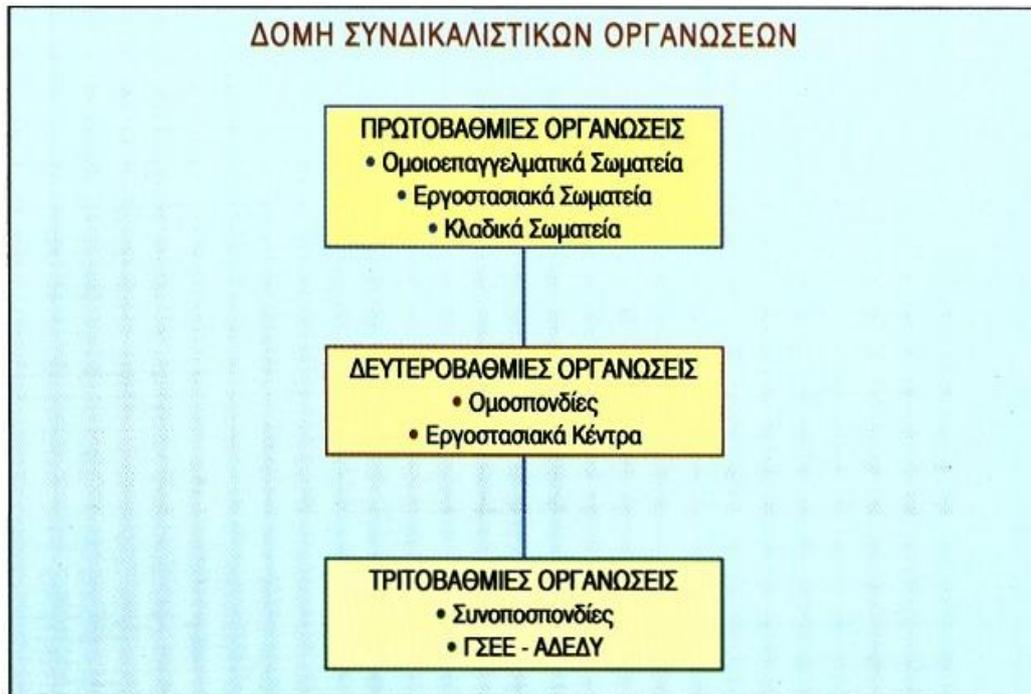 ΔΟΜΗ ΣΥΝΔΙΚΑΛΙΣΤΙΚΩΝ ΟΡΓΑΝΩΣΕΩΝ
ΠΡΩΤΟΒΑΘΜΙΕΣ ΟΡΓΑΝΩΣΕΙΣ
• Ομοιοεπαγγελματικά Σωματεία
• Εργοστασιακά Σωματεία
• Κλαδικά Σωματεία
ΔΕΥΤΕΡΟΒΑΘΜΙΕΣ ΟΡΓΑΝΩΣΕΙΣ
• Ομοσπονδίες
• Εργοστασιακά Κέντρα
ΤΡΙΤΟΒΑΘΜΙΕΣ ΟΡΓΑΝΩΣΕΙΣ
• Συνοποσπονδίες
• ΓΣΕΕ - ΑΔΕΔΥ